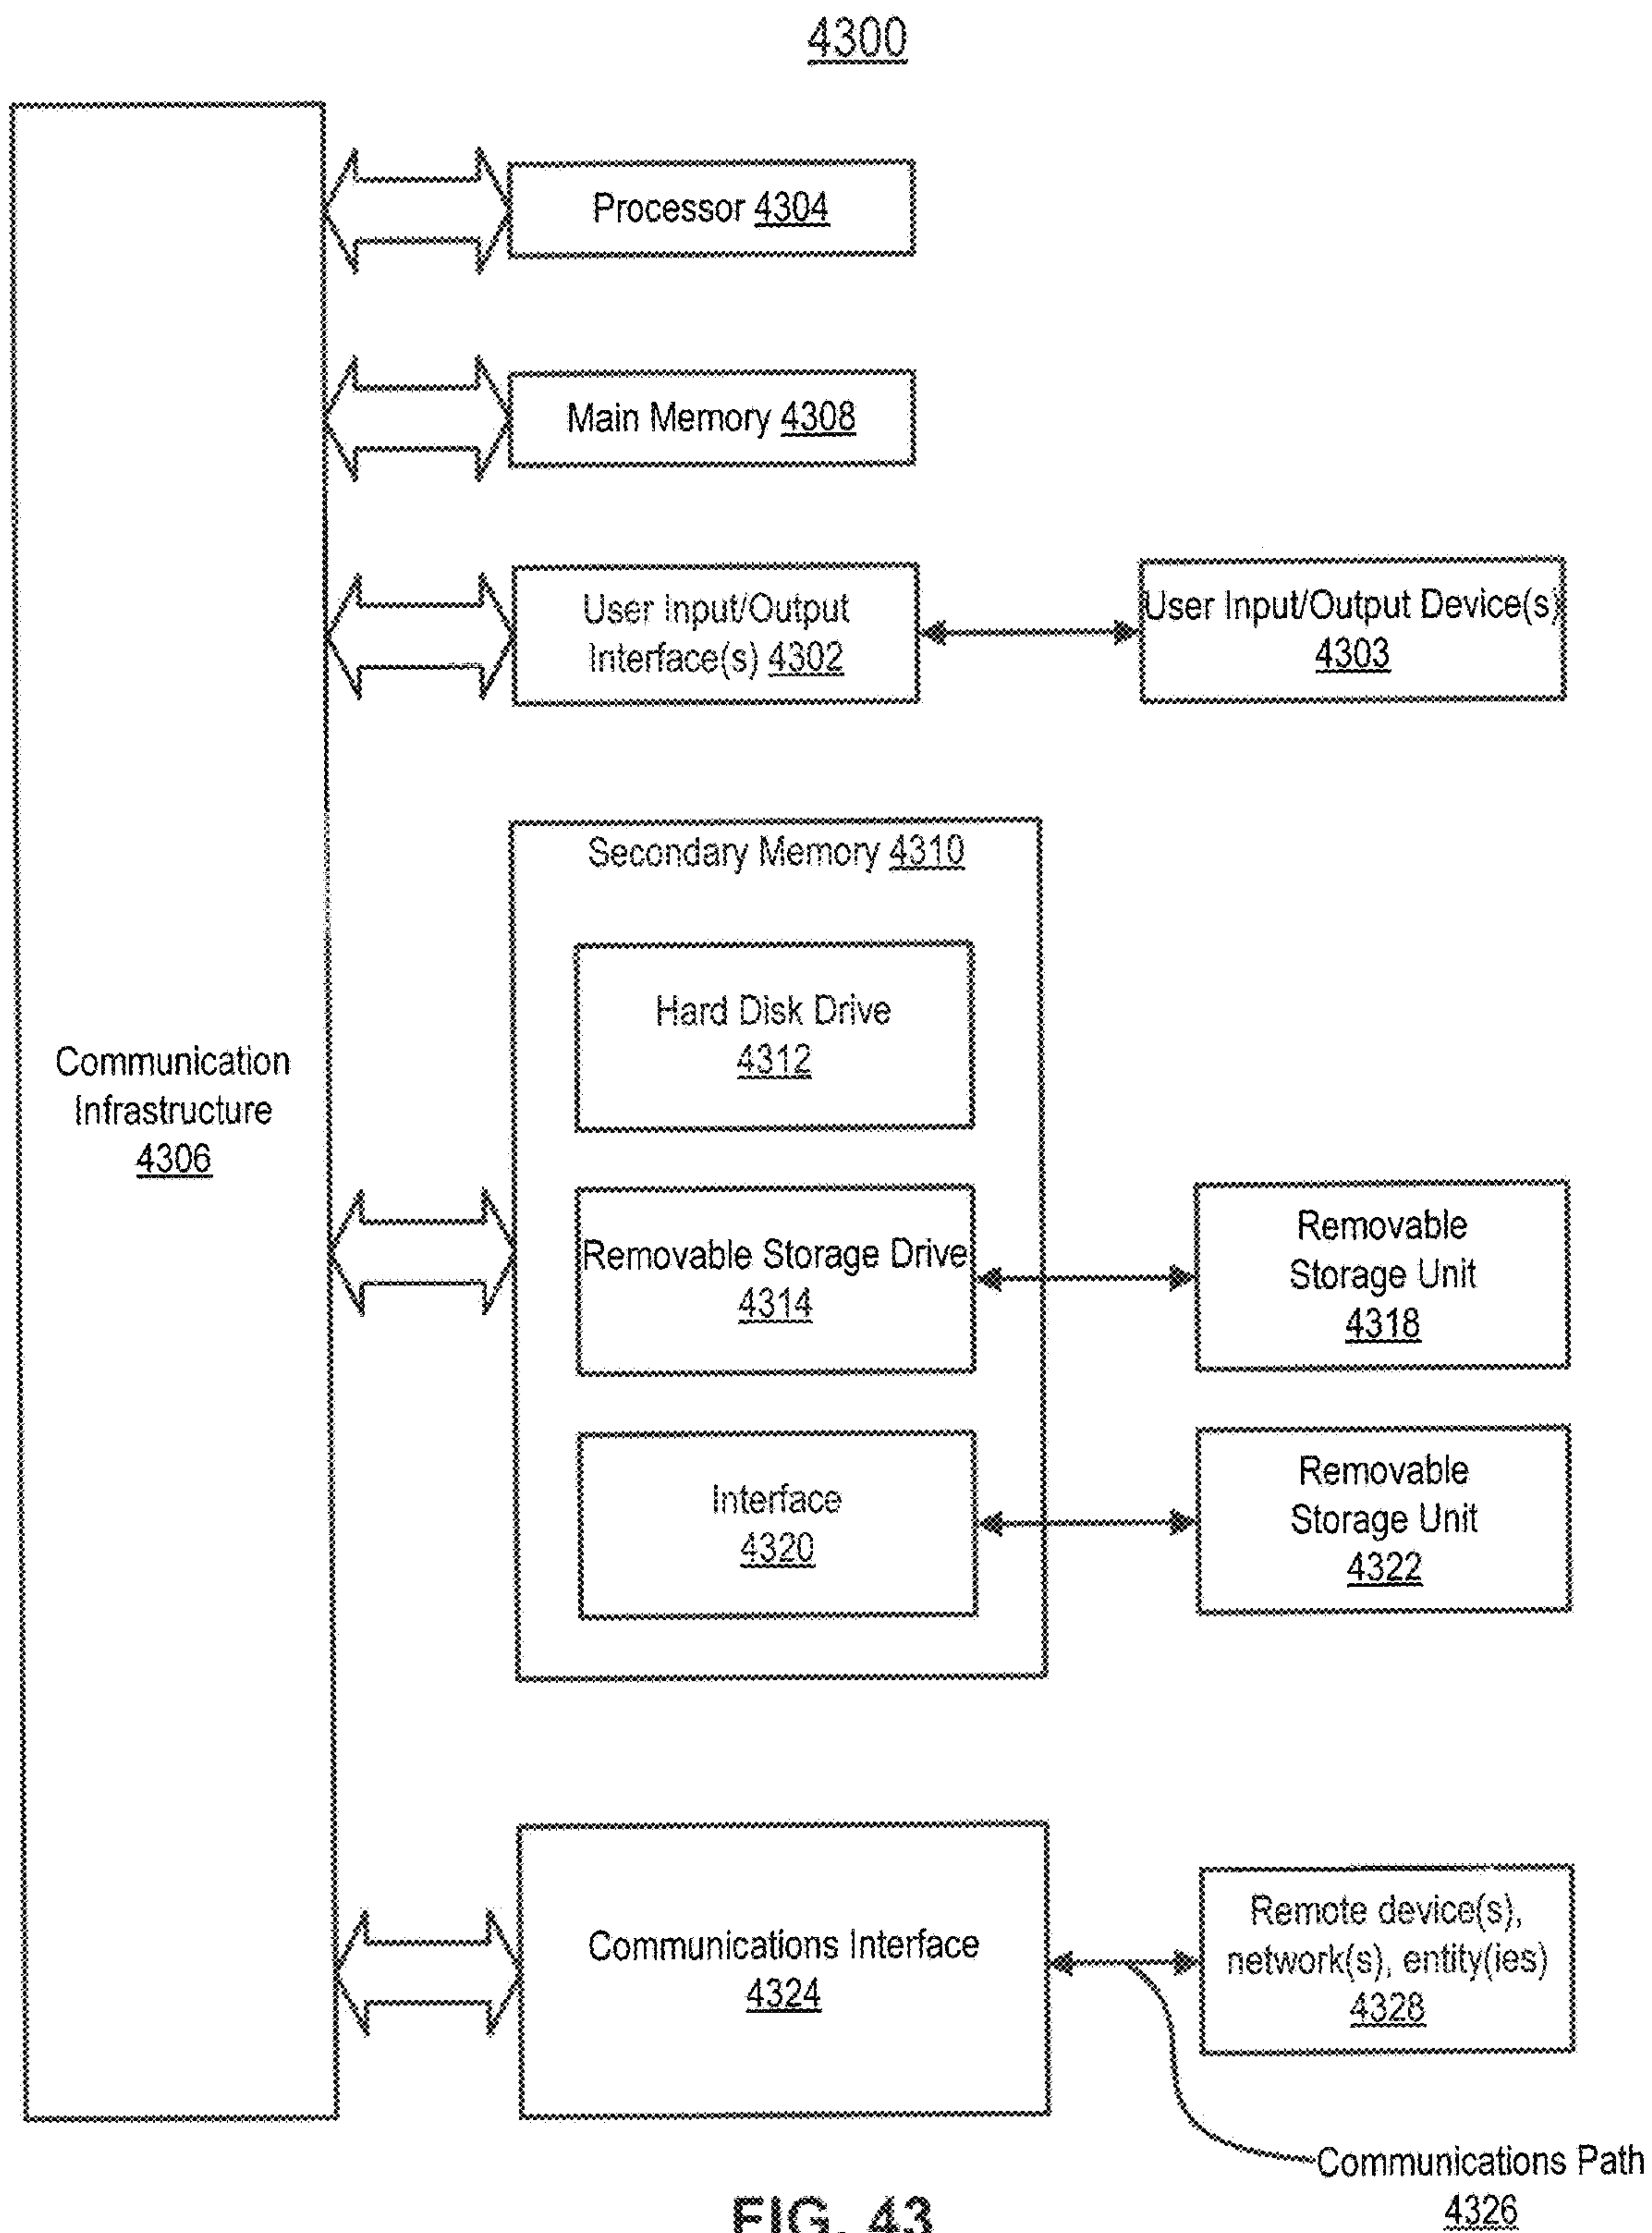 4300
Processor 4304
Main Memory 4308
User Input/Output
Interface(s) 4302
User Input/Output Device(s)
4303
Secondary Memory 4310
Hard Disk Drive
4312
Communication
Infrastructure
4306
Removable Storage Drive
4314
Removable
Storage Unit
4318
Interface
4320
Removable
Storage Unit
4322
Communications Interface
4324
Remote device(s),
network(s), entity(ies)
4328
Communications Path
4326
FIG. 43